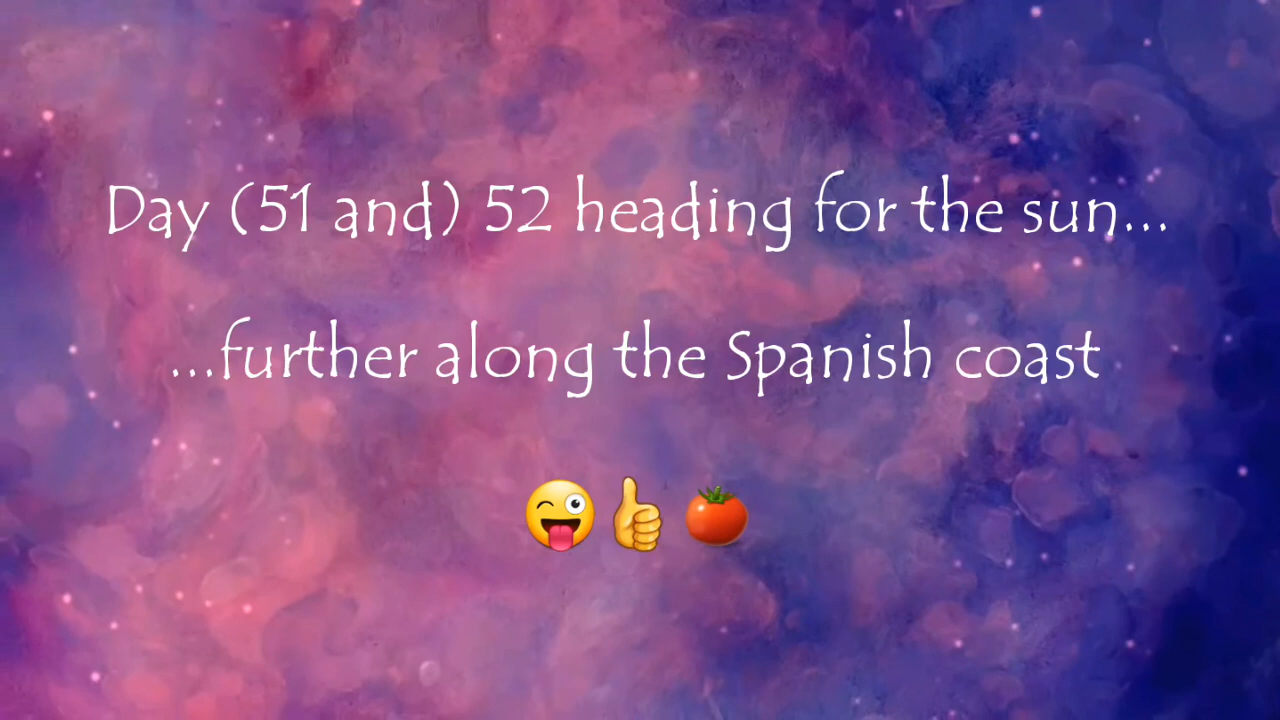 Day (51 and) 52 heading for the sun...
...further along the Spanish coast
😜👍🍅